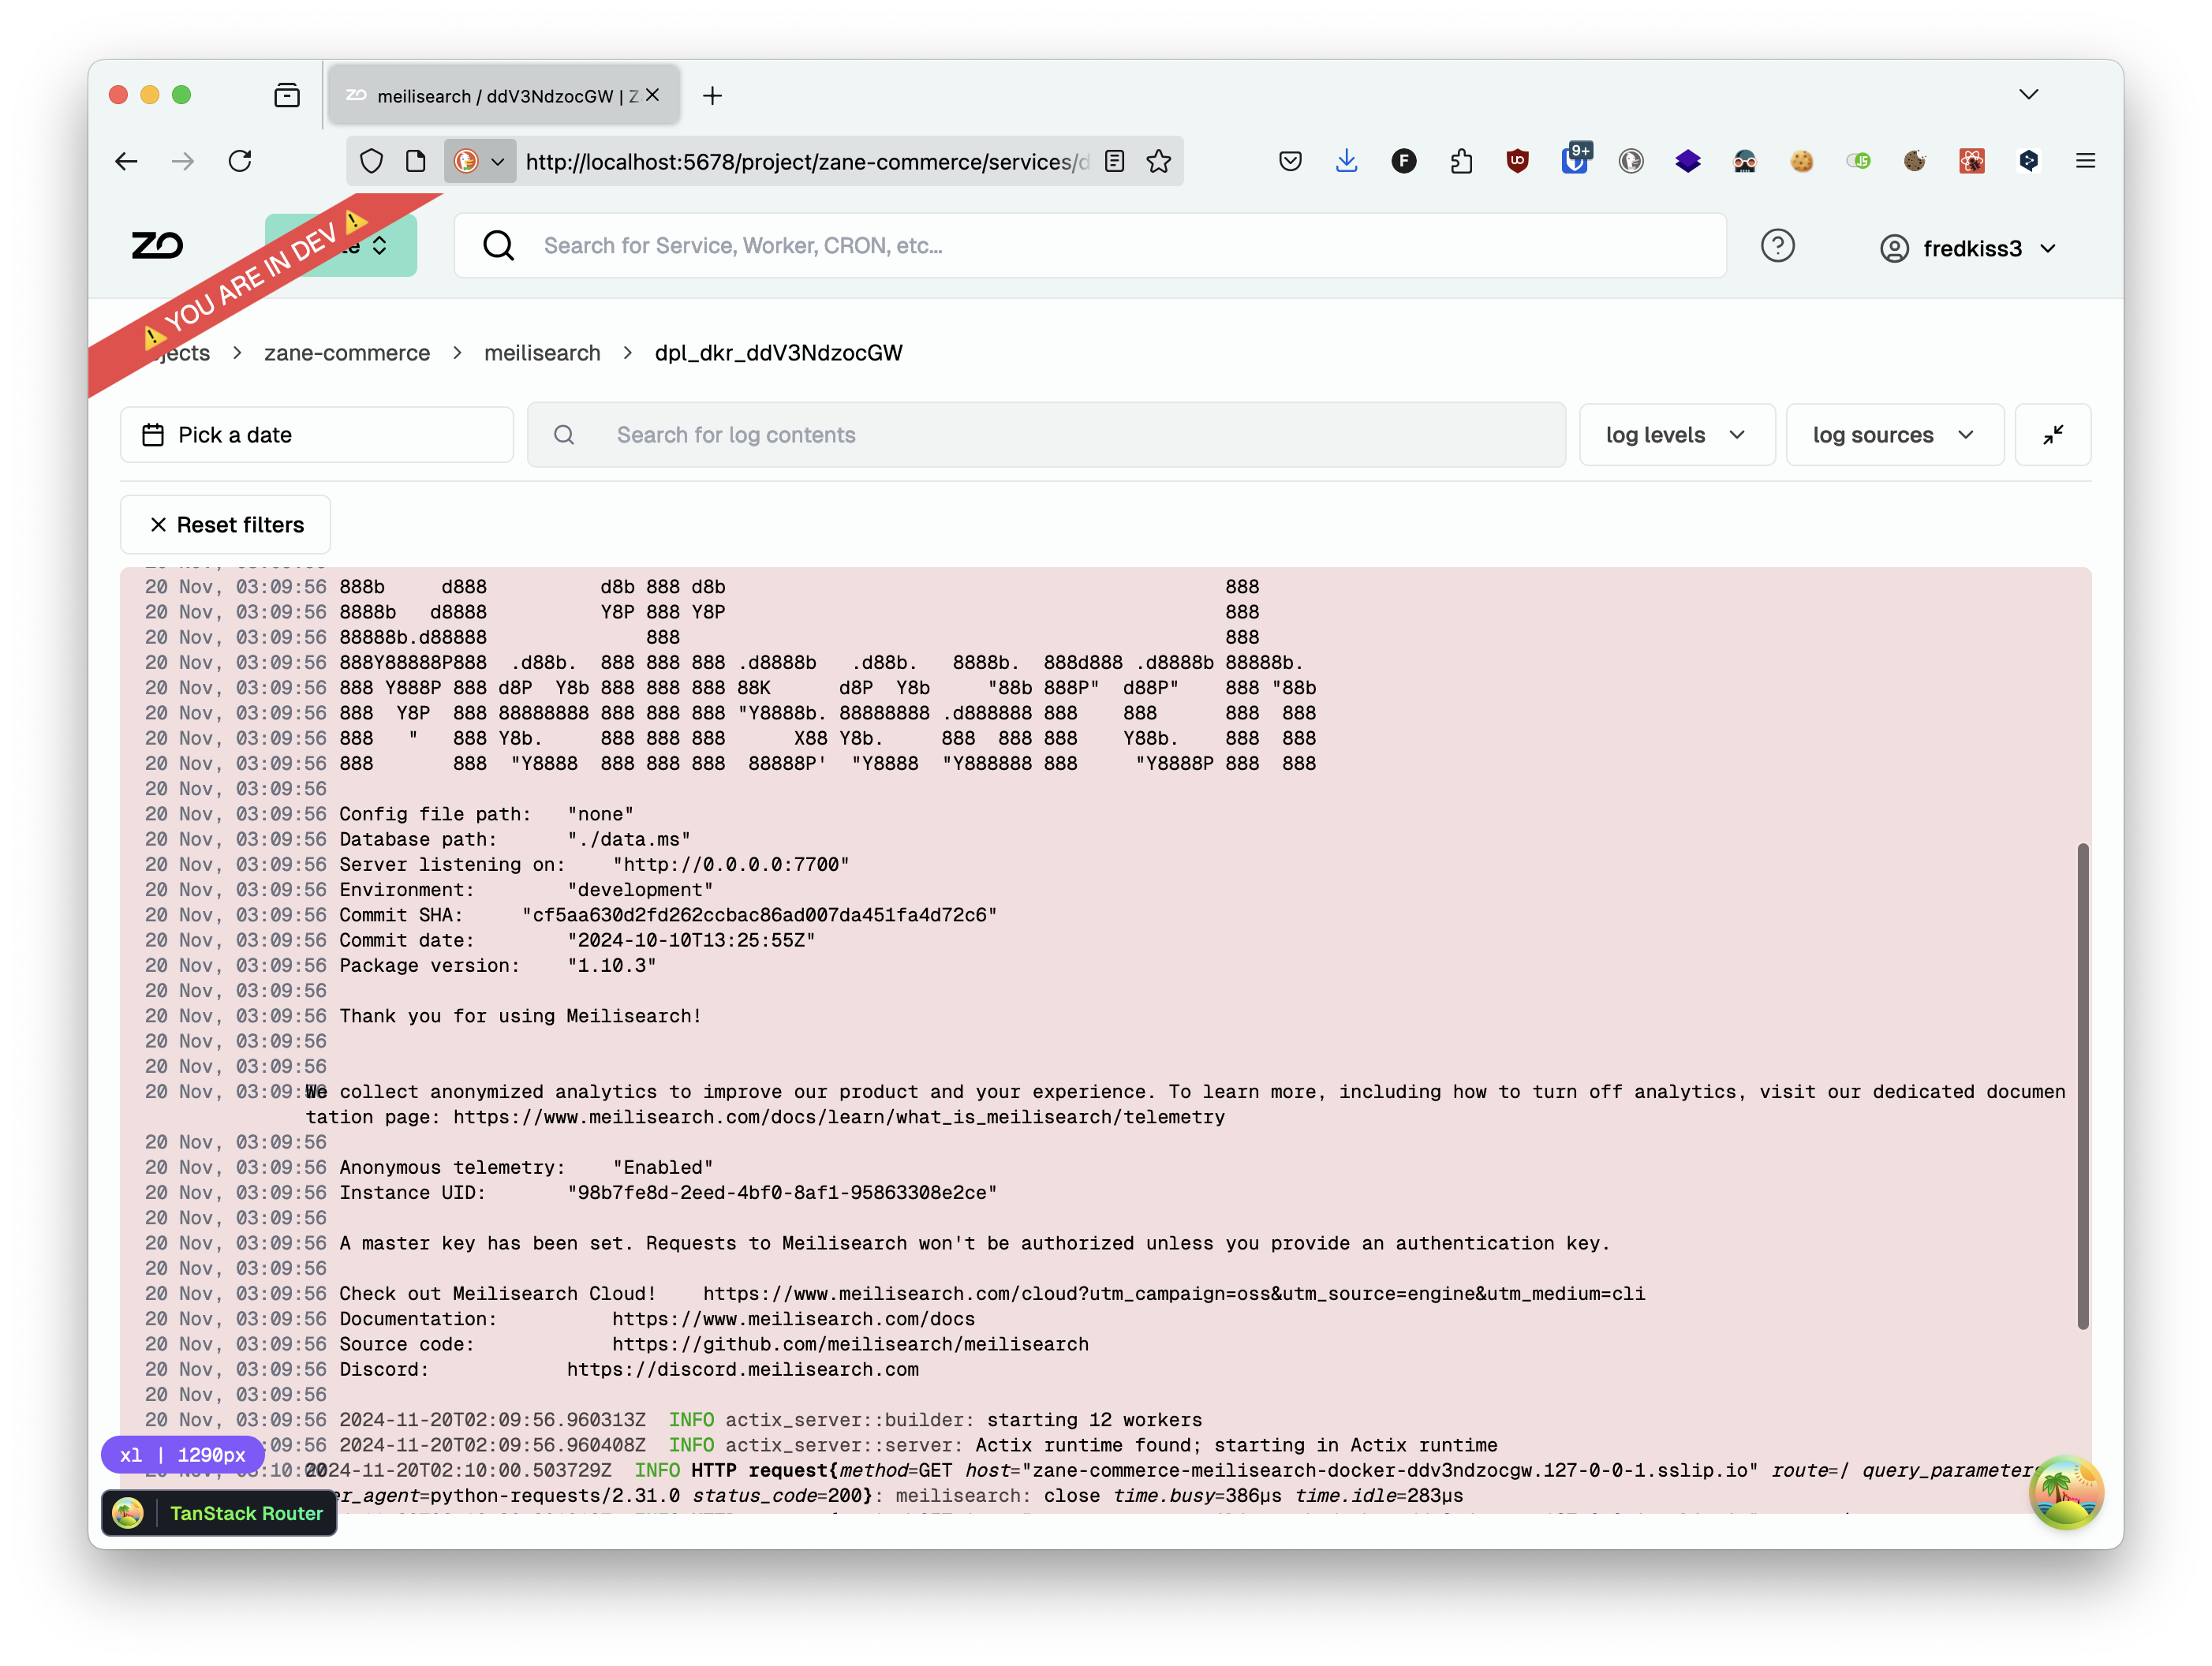 ZO meilisearch / ddV3NdzocGW | Z
http://localhost:5678/project/zane-commerce/services/d
9+
⚠️ YOU ARE IN DEV ⚠️
ZO
Search for Service, Worker, CRON, etc...
fredkiss3
jects > zane-commerce > meilisearch > dpl_dkr_ddV3NdzocGW
Pick a date
Search for log contents
log levels
log sources
Reset filters
20 Nov, 03:09:56 888b     d888          d8b 888 d8b                                            888
20 Nov, 03:09:56 8888b   d8888          Y8P 888 Y8P                                            888
20 Nov, 03:09:56 88888b.d88888              888                                                888
20 Nov, 03:09:56 888Y88888P888  .d88b.  888 888 888 .d8888b   .d88b.   8888b.  888d888 .d8888b 88888b.
20 Nov, 03:09:56 888 Y888P 888 d8P  Y8b 888 888 888 88K      d8P  Y8b     "88b 888P"  d88P"    888 "88b
20 Nov, 03:09:56 888  Y8P  888 88888888 888 888 888 "Y8888b. 88888888 .d888888 888    888      888  888
20 Nov, 03:09:56 888   "   888 Y8b.     888 888 888      X88 Y8b.     888  888 888    Y88b.    888  888
20 Nov, 03:09:56 888       888  "Y8888  888 888 888  88888P'  "Y8888  "Y888888 888     "Y8888P 888  888
20 Nov, 03:09:56
20 Nov, 03:09:56 Config file path:   "none"
20 Nov, 03:09:56 Database path:      "./data.ms"
20 Nov, 03:09:56 Server listening on:    "http://0.0.0.0:7700"
20 Nov, 03:09:56 Environment:        "development"
20 Nov, 03:09:56 Commit SHA:     "cf5aa630d2fd262ccbac86ad007da451fa4d72c6"
20 Nov, 03:09:56 Commit date:        "2024-10-10T13:25:55Z"
20 Nov, 03:09:56 Package version:    "1.10.3"
20 Nov, 03:09:56
20 Nov, 03:09:56 Thank you for using Meilisearch!
20 Nov, 03:09:56
20 Nov, 03:09:56
20 Nov, 03:09:56 We collect anonymized analytics to improve our product and your experience. To learn more, including how to turn off analytics, visit our dedicated documen
tation page: https://www.meilisearch.com/docs/learn/what_is_meilisearch/telemetry
20 Nov, 03:09:56
20 Nov, 03:09:56 Anonymous telemetry:    "Enabled"
20 Nov, 03:09:56 Instance UID:       "98b7fe8d-2eed-4bf0-8af1-95863308e2ce"
20 Nov, 03:09:56
20 Nov, 03:09:56 A master key has been set. Requests to Meilisearch won't be authorized unless you provide an authentication key.
20 Nov, 03:09:56
20 Nov, 03:09:56 Check out Meilisearch Cloud!    https://www.meilisearch.com/cloud?utm_campaign=oss&utm_source=engine&utm_medium=cli
20 Nov, 03:09:56 Documentation:          https://www.meilisearch.com/docs
20 Nov, 03:09:56 Source code:            https://github.com/meilisearch/meilisearch
20 Nov, 03:09:56 Discord:            https://discord.meilisearch.com
20 Nov, 03:09:56
20 Nov, 03:09:56 2024-11-20T02:09:56.960313Z  INFO actix_server::builder: starting 12 workers
:09:56 2024-11-20T02:09:56.960408Z  INFO actix_server::server: Actix runtime found; starting in Actix runtime
2024-11-20T02:10:00.503729Z  INFO HTTP request{method=GET host="zane-commerce-meilisearch-docker-ddv3ndzocgw.127-0-0-1.sslip.io" route=/ query_parameters
er_agent=python-requests/2.31.0 status_code=200}: meilisearch: close time.busy=386µs time.idle=283µs
xl | 1290px
TanStack Router